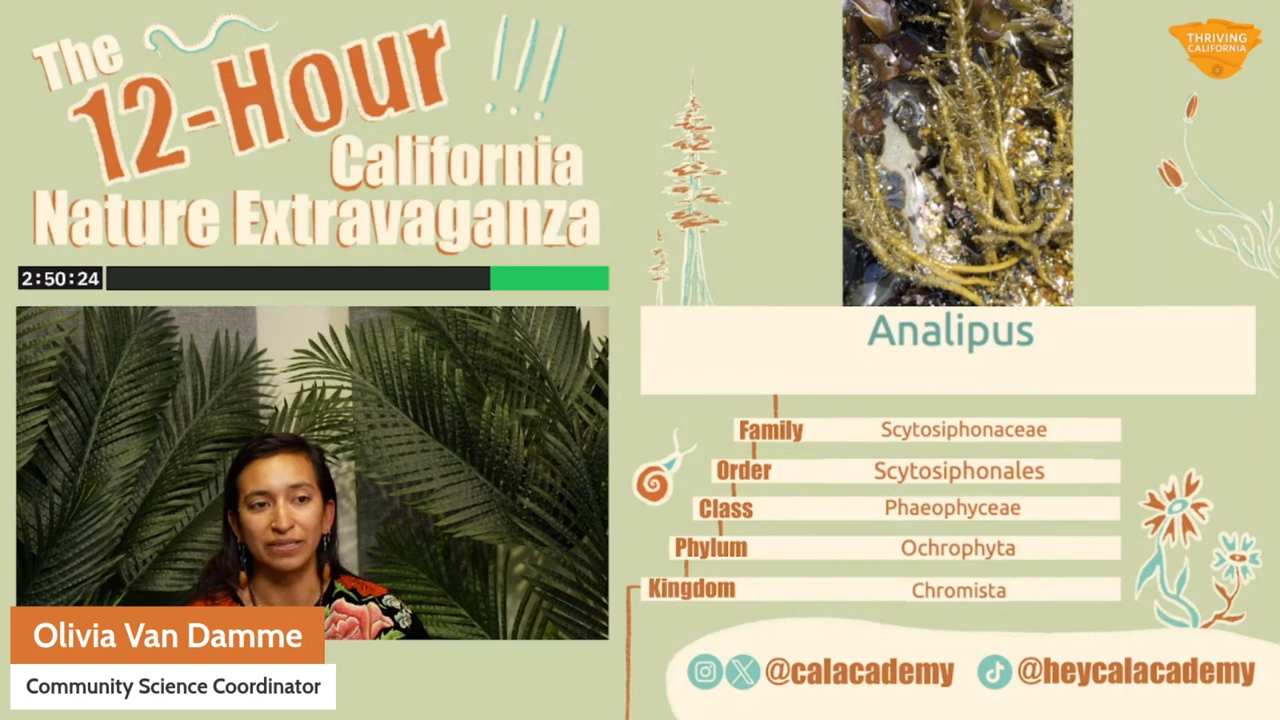 The
12-Hour !!!
California
Nature Extravaganza
2:50:24
Olivia Van Damme
Community Science Coordinator
THRIVING
CALIFORNIA
Analipus
Family Scytosiphonaceae
Order Scytosiphonales
Class Phaeophyceae
Phylum Ochrophyta
Kingdom Chromista
@calacademy @heycalacademy